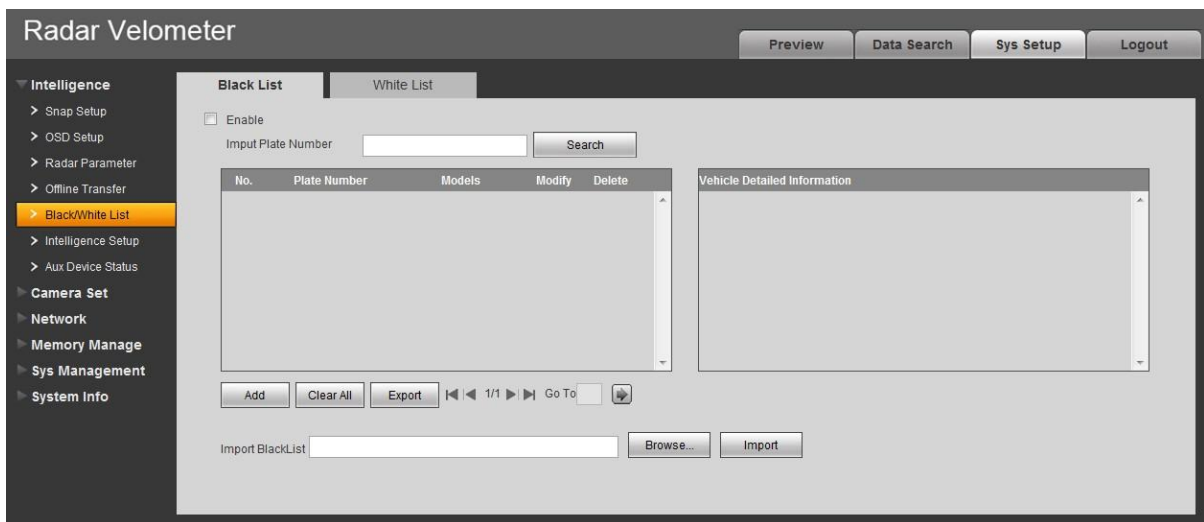 Radar Velometer
Preview Data Search Sys Setup Logout
Intelligence
Snap Setup
OSD Setup
Radar Parameter
Offline Transfer
Black/White List
Intelligence Setup
Aux Device Status
Camera Set
Network
Memory Manage
Sys Management
System Info
Black List White List
Enable
Imput Plate Number Search
No. Plate Number Models Modify Delete
Vehicle Detailed Information
Add Clear All Export 1/1 Go To
Import BlackList Browse... Import